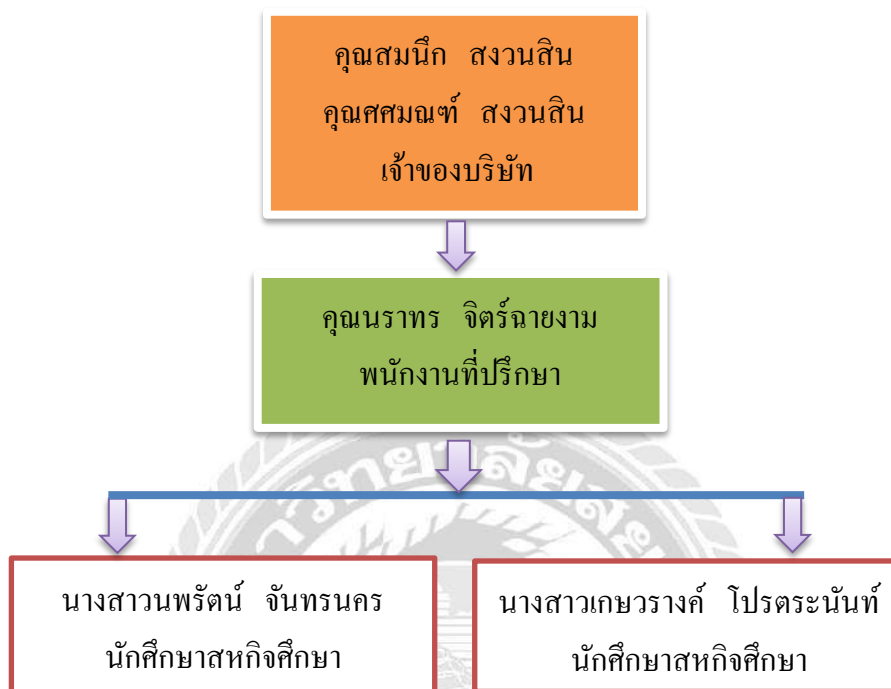 คุณสมนึก สงวนสิน
คุณศศมณฑ์ สงวนสิน
เจ้าของบริษัท
คุณนราทร จิตร์ฉายงาม
พนักงานที่ปรึกษา
นางสาวนพรัตน์ จันทรนคร
นักศึกษาสหกิจศึกษา
นางสาวเกษวรางค์ โปรตระนันท์
นักศึกษาสหกิจศึกษา